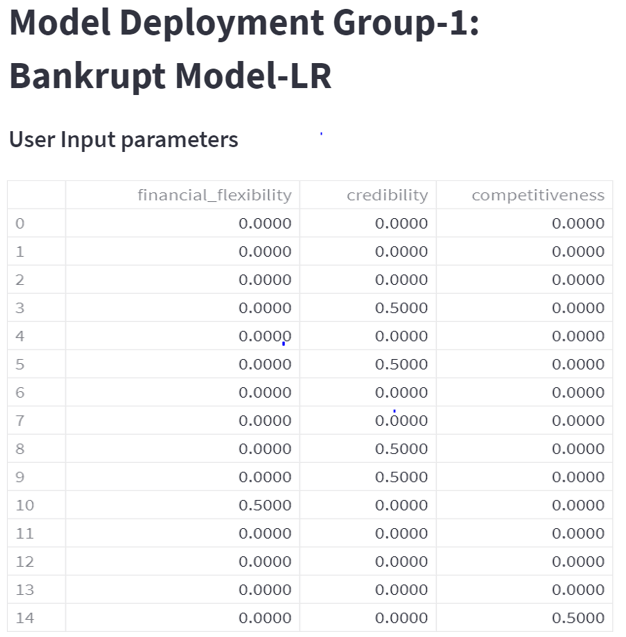 Model Deployment Group-1:
Bankrupt Model-LR
User Input parameters
financial_flexibility credibility competitiveness
0 0.0000 0.0000 0.0000
1 0.0000 0.0000 0.0000
2 0.0000 0.0000 0.0000
3 0.0000 0.5000 0.0000
4 0.0000 0.0000 0.0000
5 0.0000 0.5000 0.0000
6 0.0000 0.0000 0.0000
7 0.0000 0.0000 0.0000
8 0.0000 0.5000 0.0000
9 0.0000 0.5000 0.0000
10 0.5000 0.0000 0.0000
11 0.0000 0.0000 0.0000
12 0.0000 0.0000 0.0000
13 0.0000 0.0000 0.0000
14 0.0000 0.0000 0.5000